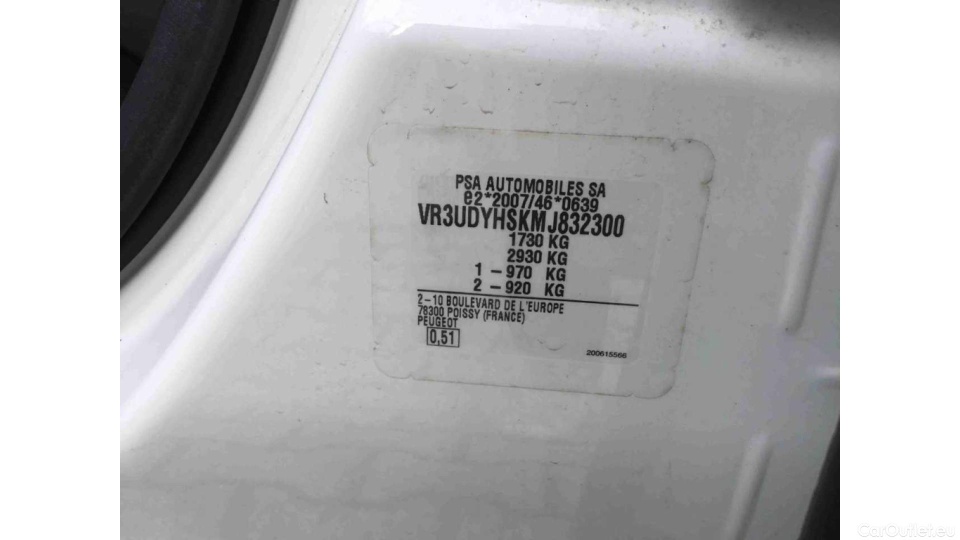 PSA AUTOMOBILES SA
e2*2007/46*0639
VR3UDYHSKMJ832300
1730 KG
2930 KG
1 – 970 KG
2 – 920 KG
2–10 BOULEVARD DE L'EUROPE
78300 POISSY (FRANCE)
PEUGEOT
0,51
200615566
CarOutlet.eu